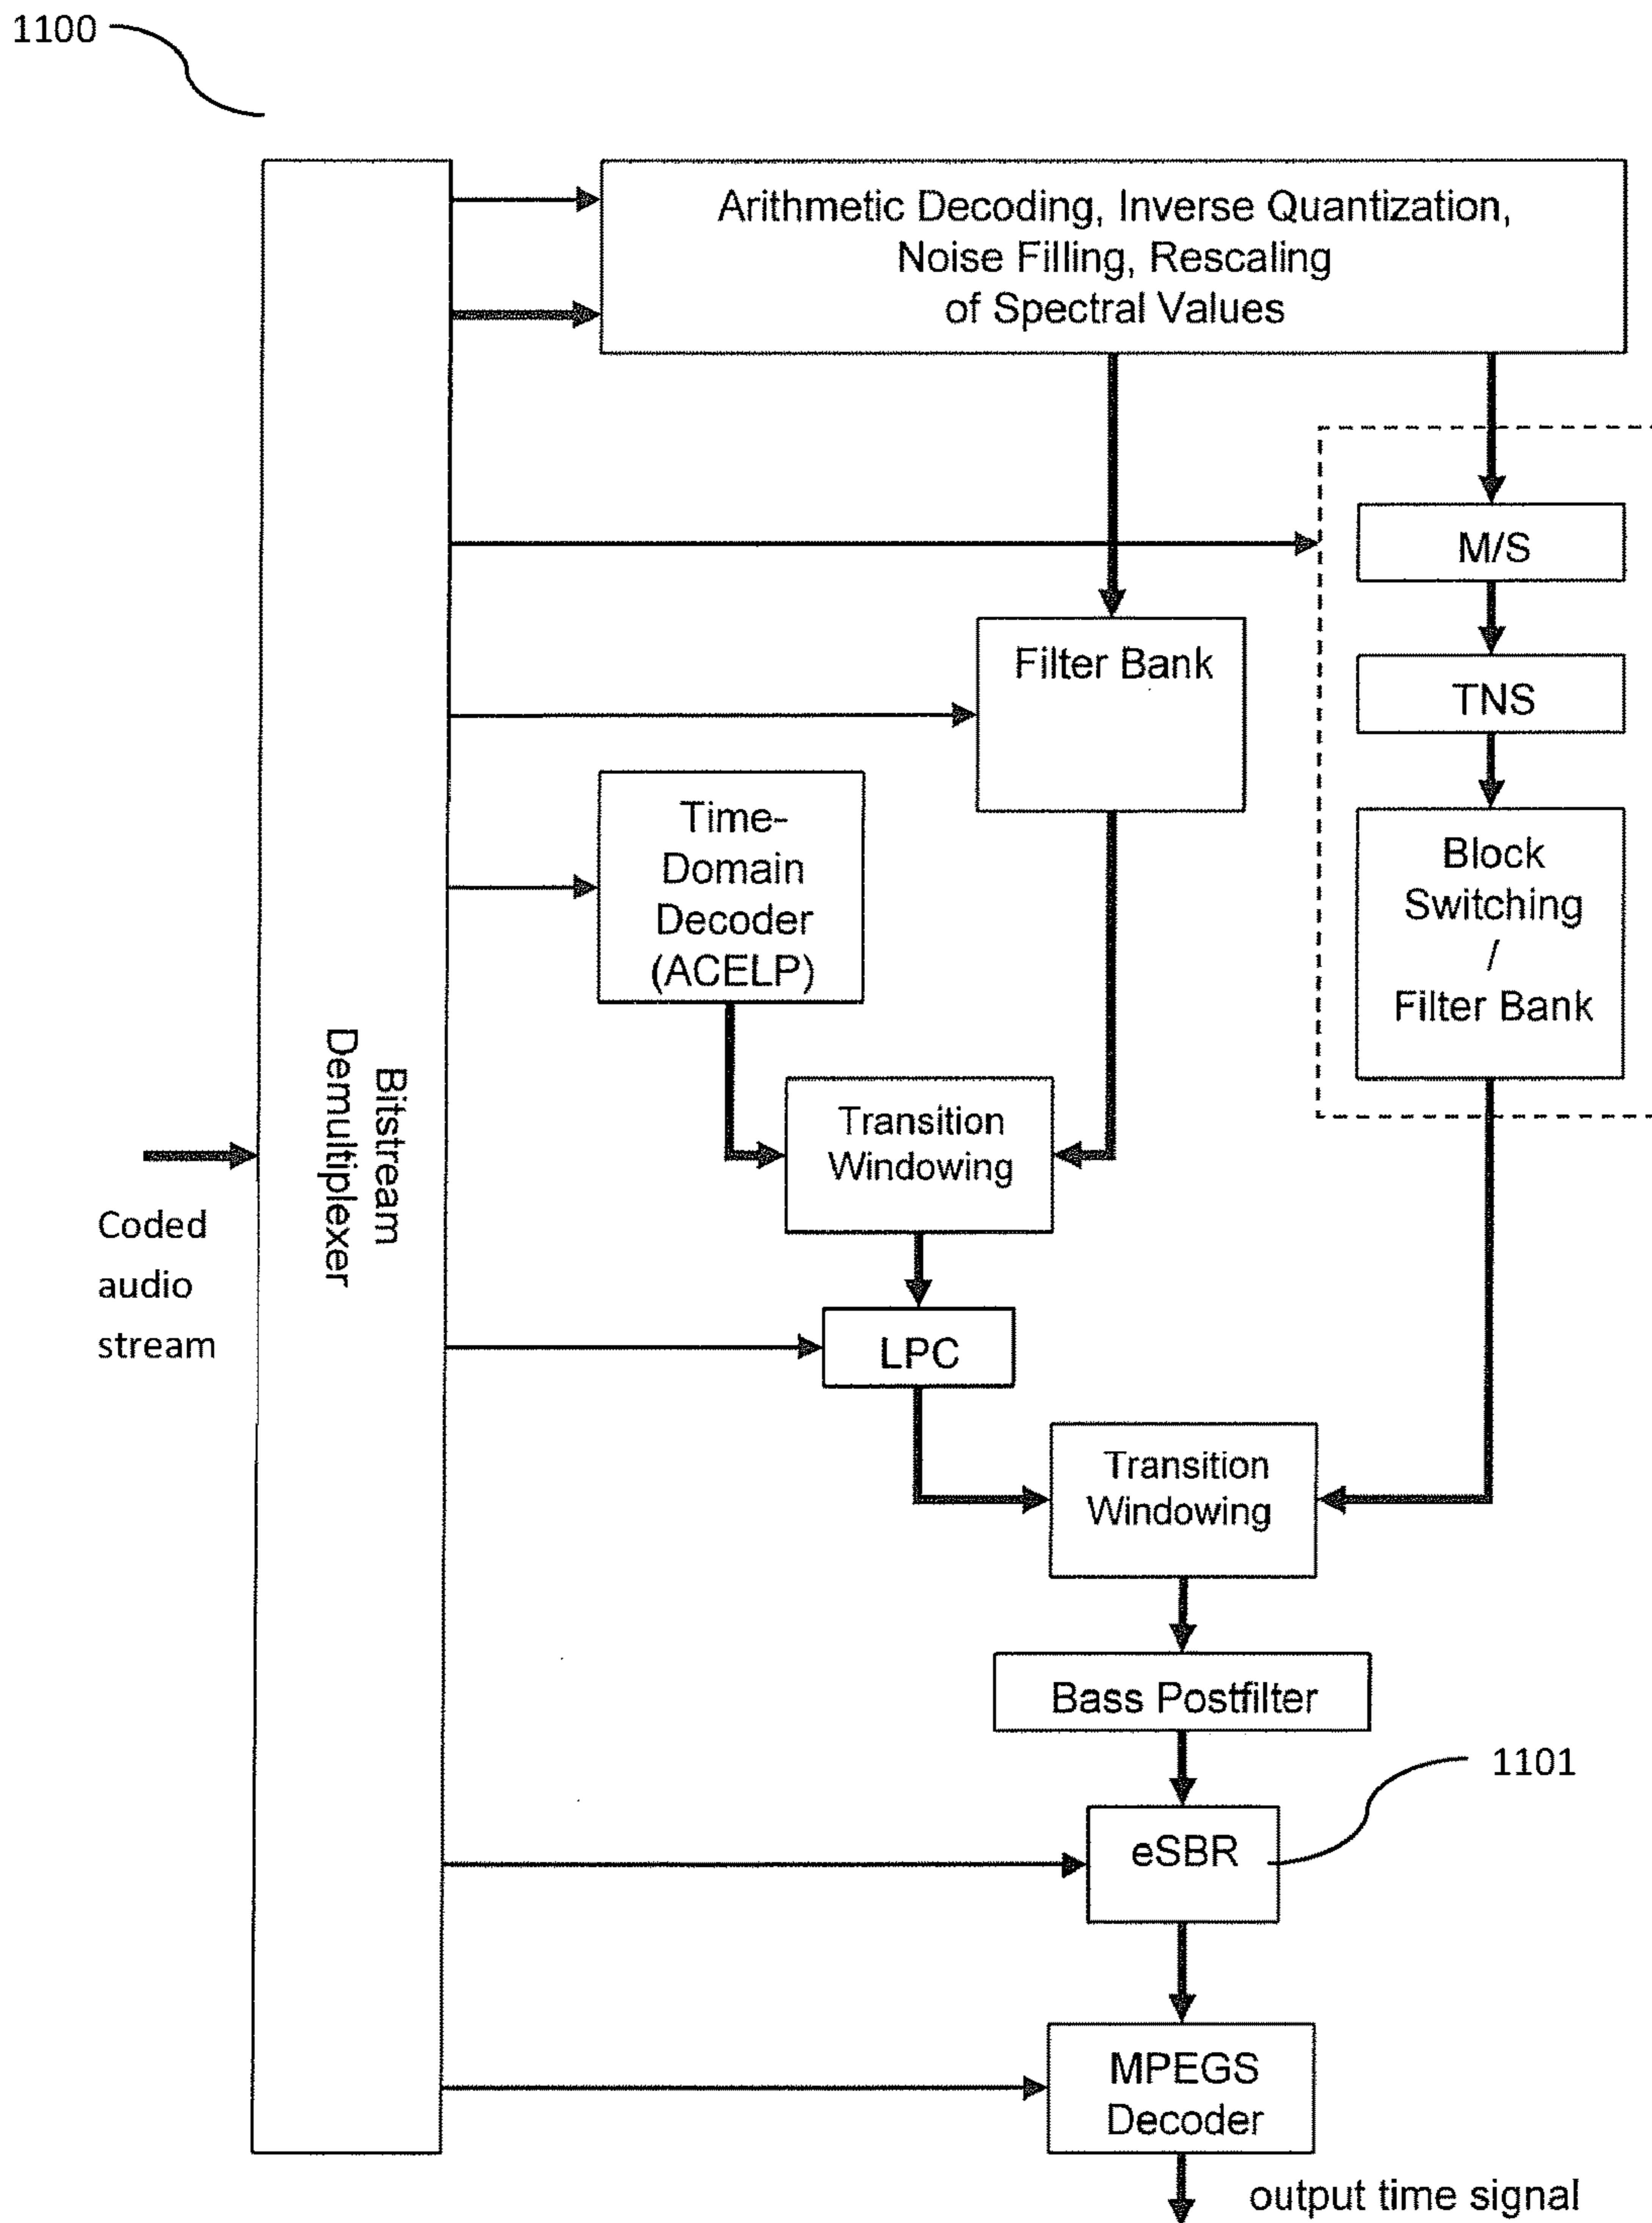 1100
Arithmetic Decoding, Inverse Quantization,
Noise Filling, Rescaling
of Spectral Values
M/S
Filter Bank
TNS
Time-
Domain
Decoder
(ACELP)
Block
Switching
/
Filter Bank
Bitstream
Demultiplexer
Transition
Windowing
Coded
audio
stream
LPC
Transition
Windowing
Bass Postfilter
1101
eSBR
MPEGS
Decoder
output time signal